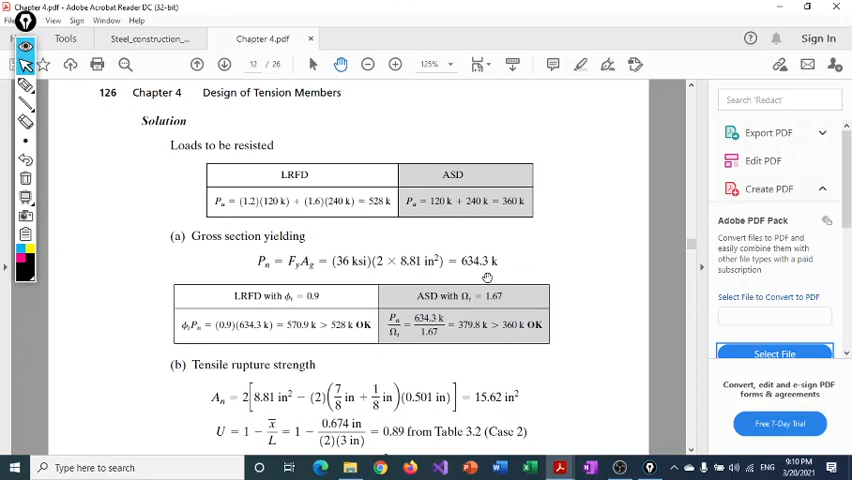 Chapter 4.pdf - Adobe Acrobat Reader DC (32-bit)
View Sign Window Help
Tools Steel_construction_... Chapter 4.pdf × Sign In
12 / 26 125%
126 Chapter 4 Design of Tension Members
Solution
Loads to be resisted
LRFD ASD
Pu = (1.2)(120 k) + (1.6)(240 k) = 528 k Pa = 120 k + 240 k = 360 k
(a) Gross section yielding
Pn = FyAg = (36 ksi)(2 × 8.81 in²) = 634.3 k
LRFD with ϕt = 0.9 ASD with Ωt = 1.67
ϕtPn = (0.9)(634.3 k) = 570.9 k > 528 k OK Pn/Ωt = 634.3 k/1.67 = 379.8 k > 360 k OK
(b) Tensile rupture strength
An = 2[8.81 in² − (2)(7/8 in + 1/8 in)(0.501 in)] = 15.62 in²
U = 1 − x̄/L = 1 − 0.674 in/(2)(3 in) = 0.89 from Table 3.2 (Case 2)
Search 'Redact'
Export PDF
Edit PDF
Create PDF
Adobe PDF Pack
Convert files to PDF and
easily combine them with
other file types with a paid
subscription
Select File to Convert to PDF
Select File
Convert, edit and e-sign PDF
forms & agreements
Free 7-Day Trial
Type here to search
ENG
9:10 PM
3/20/2021